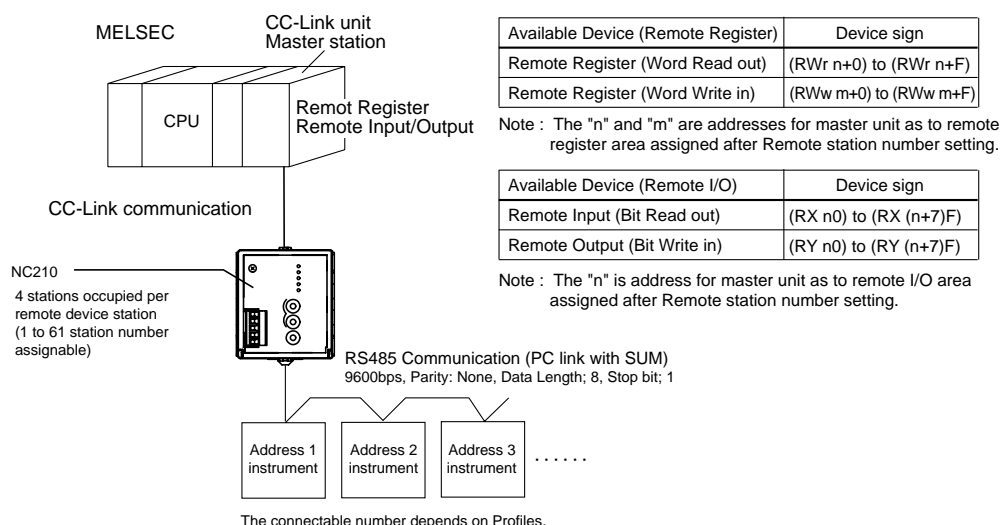 MELSEC
CC-Link unit
Master station
CPU
Remot Register
Remote Input/Output
CC-Link communication
NC210
4 stations occupied per
remote device station
(1 to 61 station number
assignable)
RS485 Communication (PC link with SUM)
9600bps, Parity: None, Data Length; 8, Stop bit; 1
Address 1
instrument
Address 2
instrument
Address 3
instrument
. . . . . .
The connectable number depends on Profiles.
Available Device (Remote Register) Device sign
Remote Register (Word Read out) (RWr n+0) to (RWr n+F)
Remote Register (Word Write in) (RWw m+0) to (RWw m+F)
Note : The "n" and "m" are addresses for master unit as to remote
register area assigned after Remote station number setting.
Available Device (Remote I/O) Device sign
Remote Input (Bit Read out) (RX n0) to (RX (n+7)F)
Remote Output (Bit Write in) (RY n0) to (RY (n+7)F)
Note : The "n" is address for master unit as to remote I/O area
assigned after Remote station number setting.